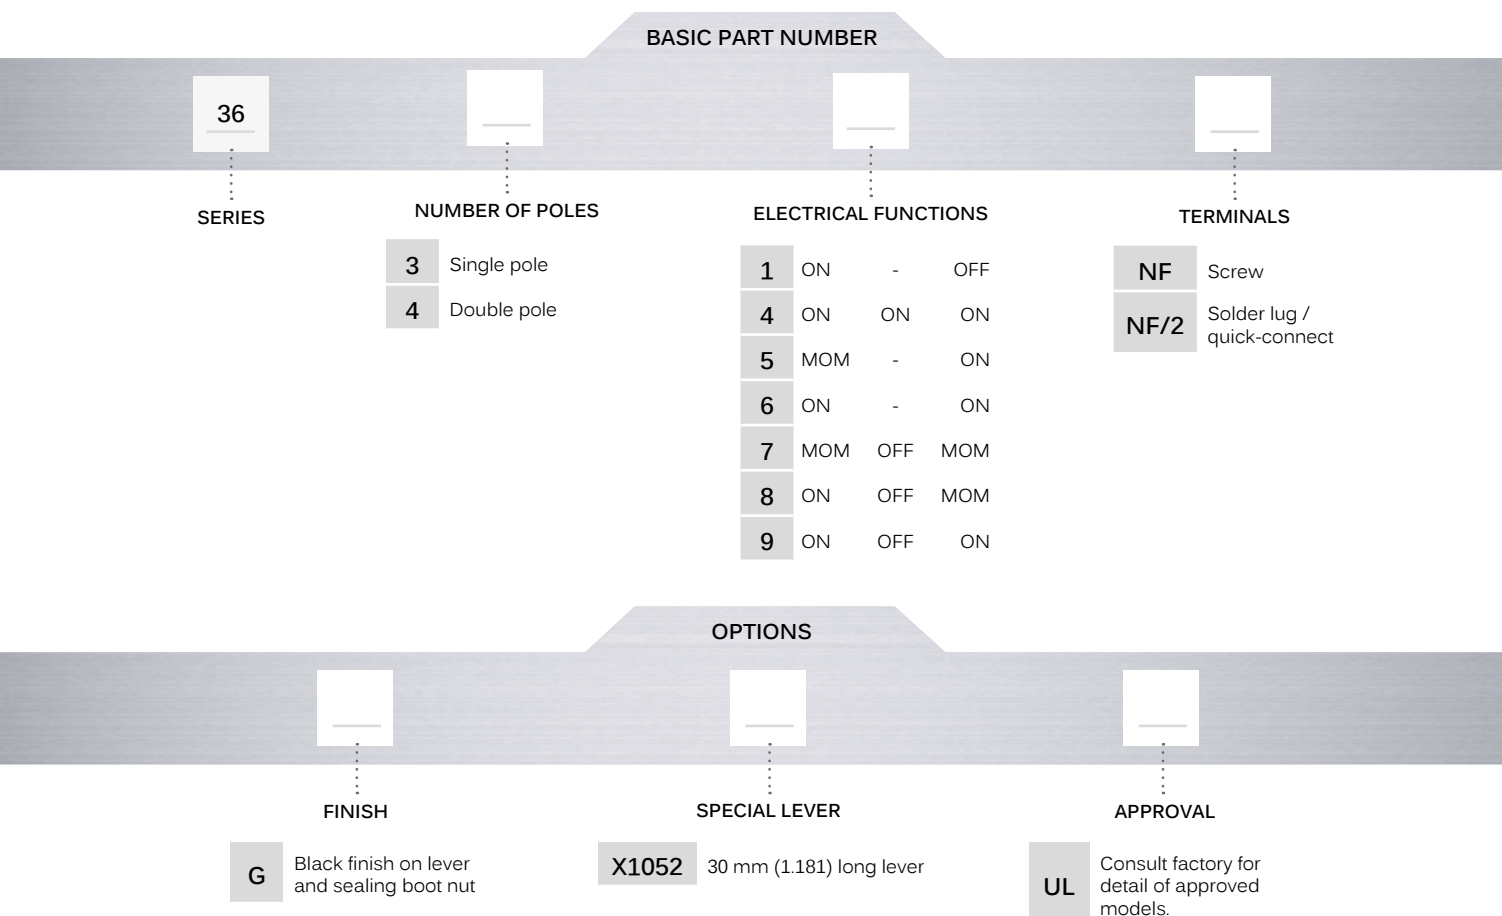 BASIC PART NUMBER
36
SERIES
NUMBER OF POLES
3 Single pole
4 Double pole
ELECTRICAL FUNCTIONS
1 ON - OFF
4 ON ON ON
5 MOM - ON
6 ON - ON
7 MOM OFF MOM
8 ON OFF MOM
9 ON OFF ON
TERMINALS
NF Screw
NF/2 Solder lug /
quick-connect
OPTIONS
FINISH
G Black finish on lever
and sealing boot nut
SPECIAL LEVER
X1052 30 mm (1.181) long lever
APPROVAL
UL Consult factory for
detail of approved
models.